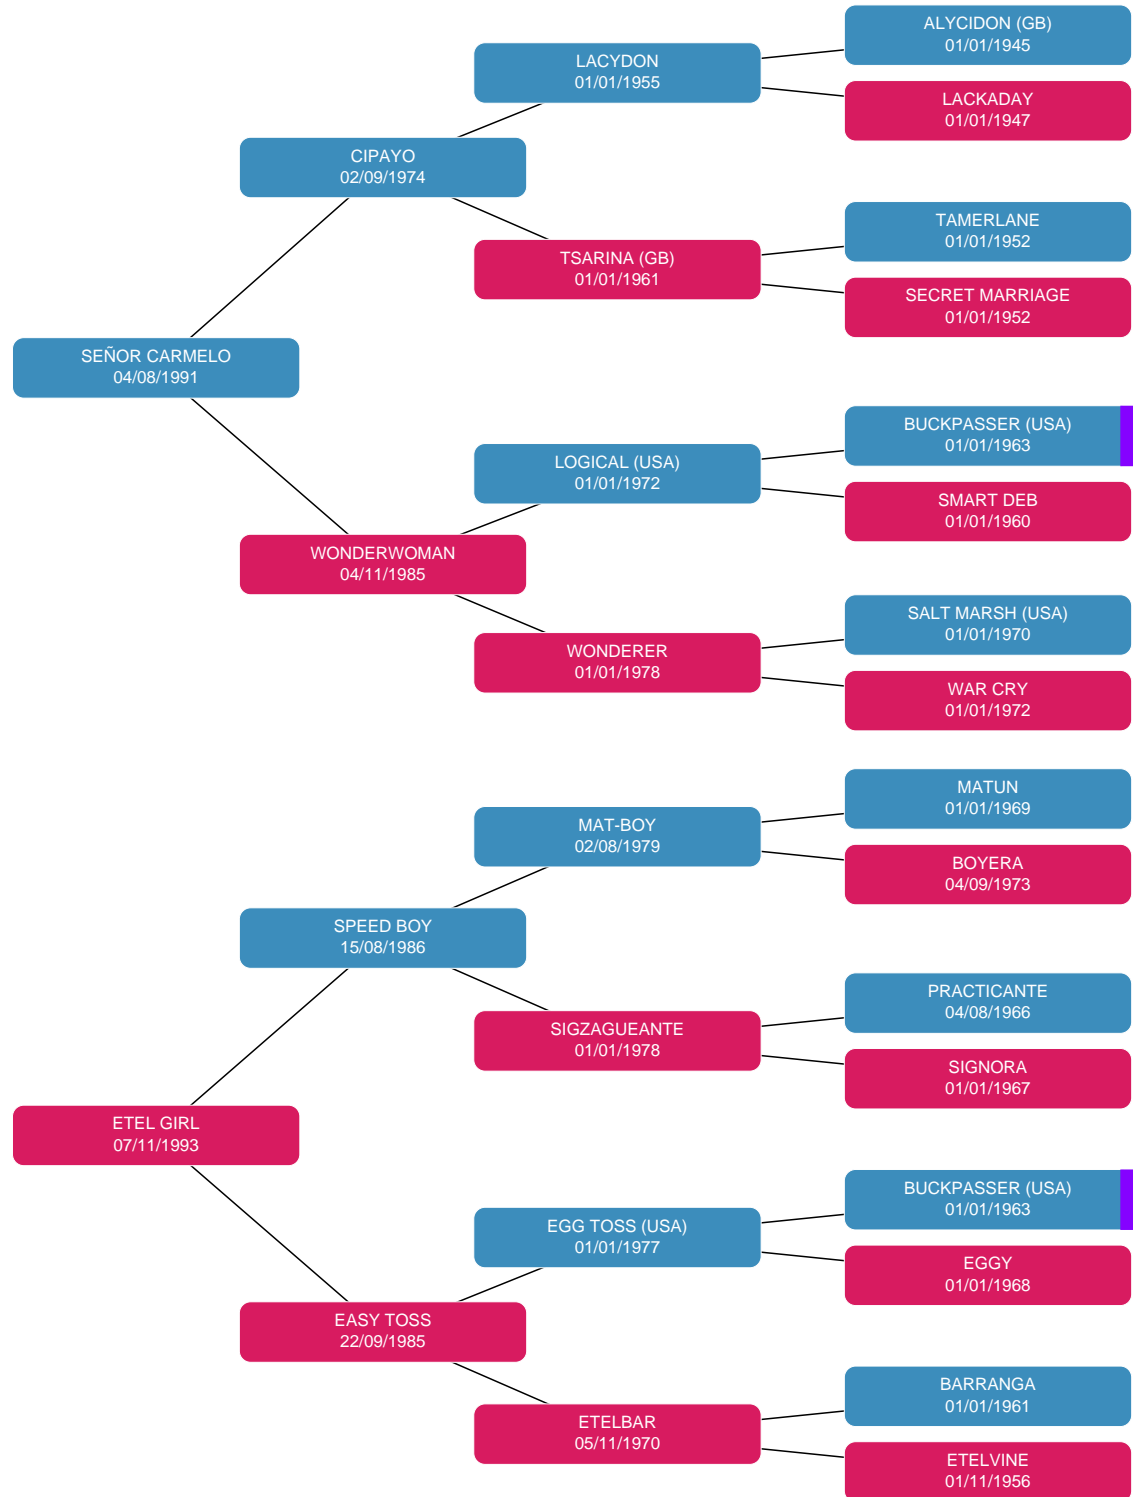 ALYCIDON (GB)
01/01/1945
LACYDON
01/01/1955
LACKADAY
01/01/1947
CIPAYO
02/09/1974
TAMERLANE
01/01/1952
TSARINA (GB)
01/01/1961
SECRET MARRIAGE
01/01/1952
SEÑOR CARMELO
04/08/1991
BUCKPASSER (USA)
01/01/1963
LOGICAL (USA)
01/01/1972
SMART DEB
01/01/1960
WONDERWOMAN
04/11/1985
SALT MARSH (USA)
01/01/1970
WONDERER
01/01/1978
WAR CRY
01/01/1972
MATUN
01/01/1969
MAT-BOY
02/08/1979
BOYERA
04/09/1973
SPEED BOY
15/08/1986
PRACTICANTE
04/08/1966
SIGZAGUEANTE
01/01/1978
SIGNORA
01/01/1967
ETEL GIRL
07/11/1993
BUCKPASSER (USA)
01/01/1963
EGG TOSS (USA)
01/01/1977
EGGY
01/01/1968
EASY TOSS
22/09/1985
BARRANGA
01/01/1961
ETELBAR
05/11/1970
ETELVINE
01/11/1956